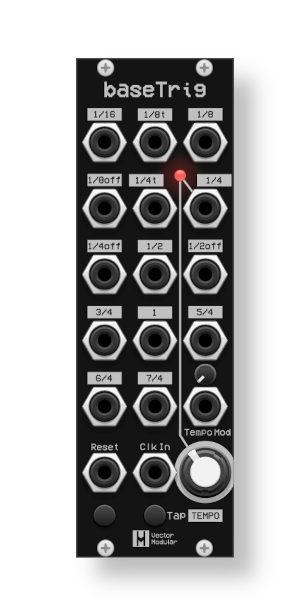 baseTrig
1/16 1/8t 1/8
1/8off 1/4t 1/4
1/4off 1/2 1/2off
3/4 1 5/4
6/4 7/4
Tempo Mod
Reset Clk In
Tap TEMPO
Vector
Modular